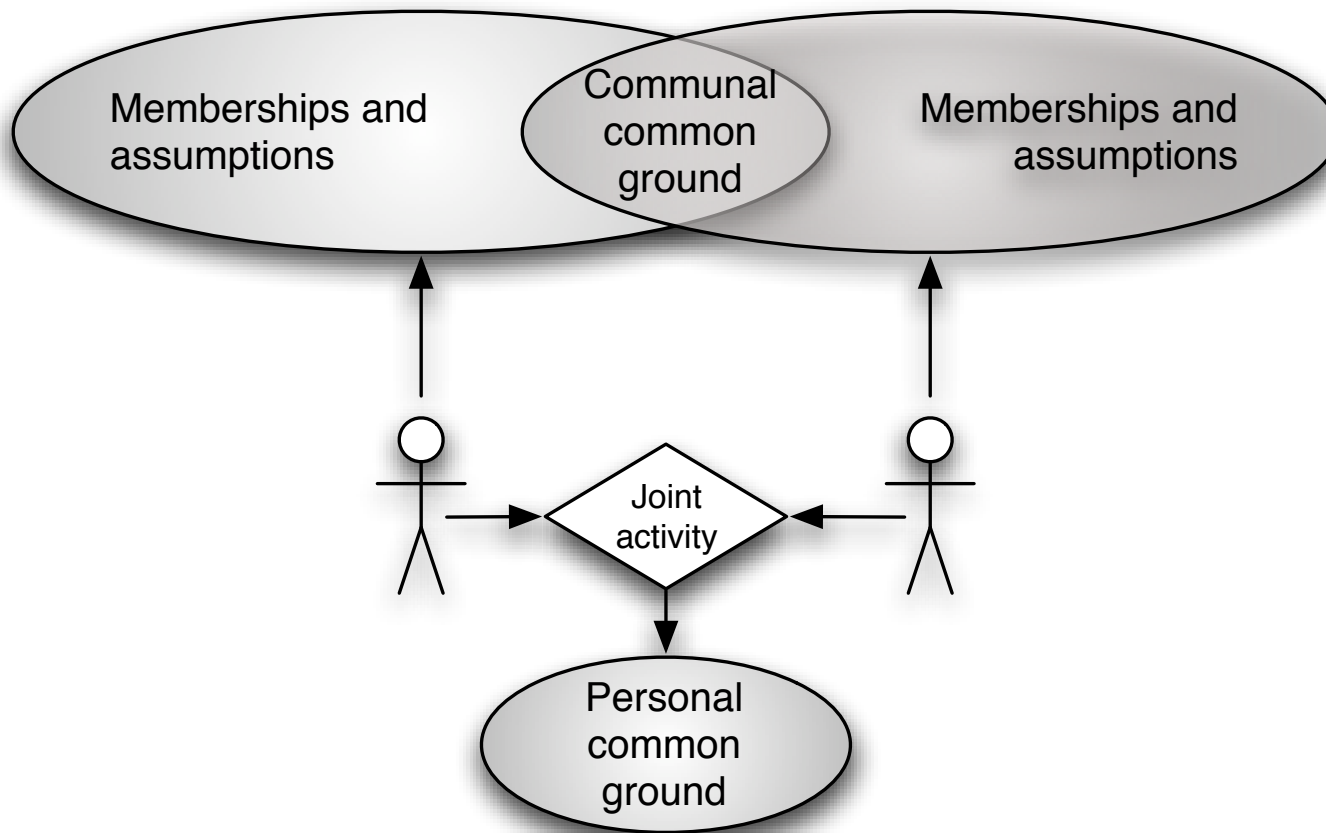 Memberships and
assumptions
Communal
common
ground
Memberships and
assumptions
Joint
activity
Personal
common
ground